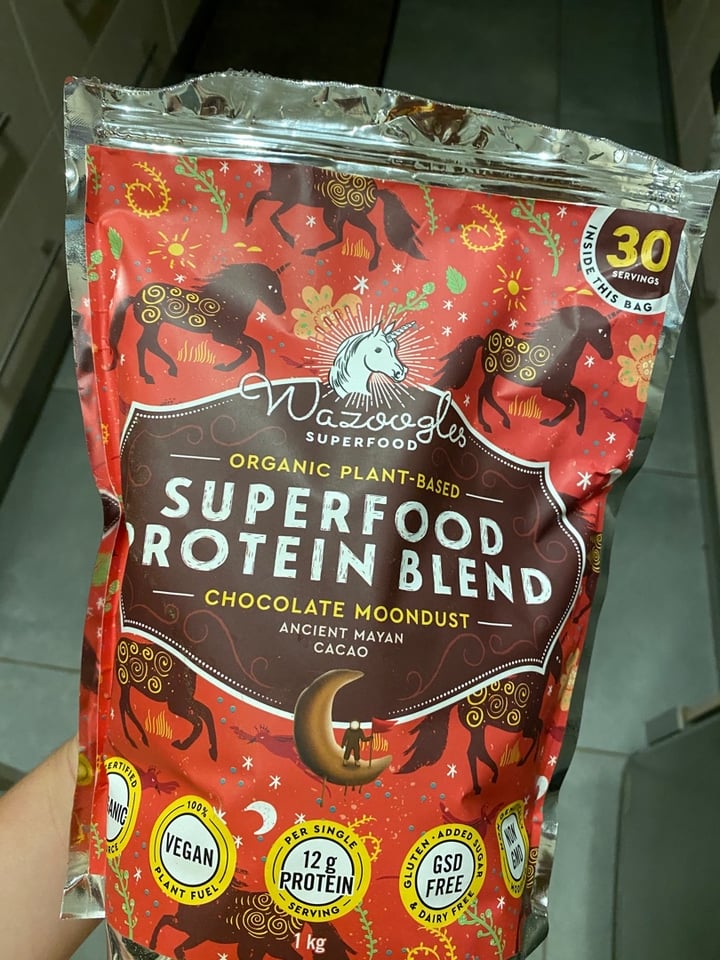 30
SERVINGS
INSIDE THIS BAG
Wazoogles
SUPERFOOD
ORGANIC PLANT-BASED
SUPERFOOD
PROTEIN BLEND
CHOCOLATE MOONDUST
ANCIENT MAYAN
CACAO
100%
VEGAN
PLANT FUEL
PER SINGLE
12 g
PROTEIN
SERVING
GLUTEN • ADDED SUGAR
GSD
FREE
& DAIRY FREE
NON
GMO
1 kg